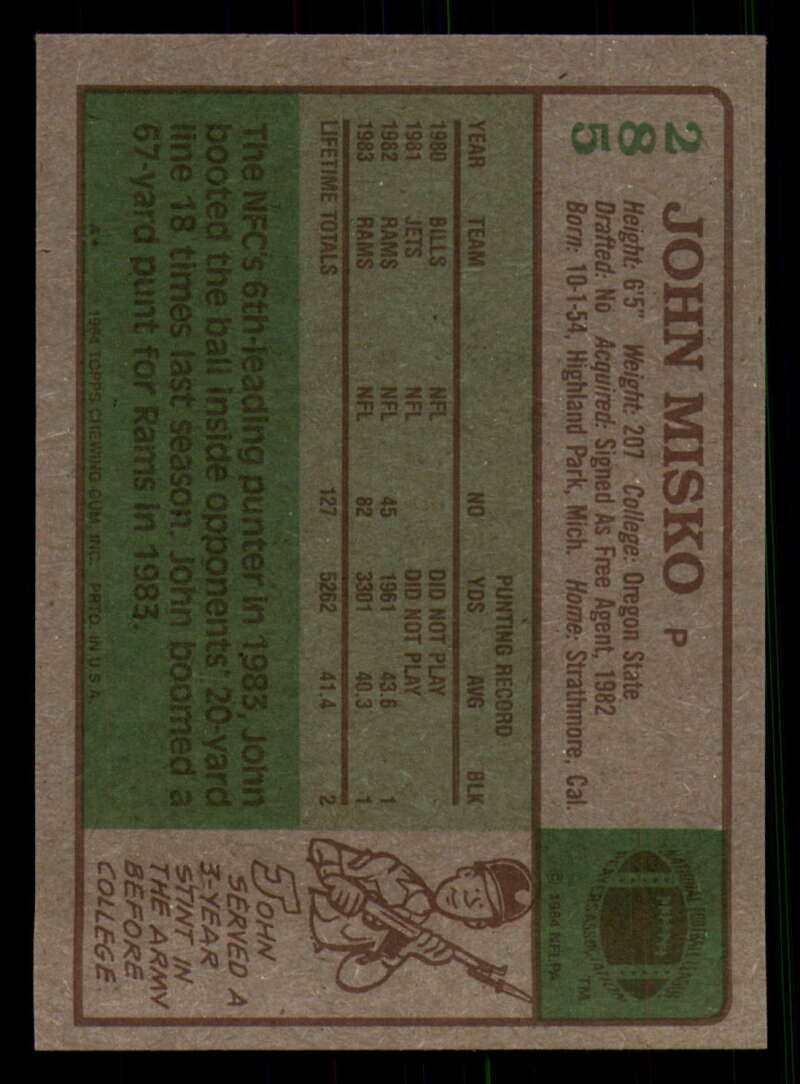 285
JOHN MISKO P
Height: 6'5" Weight: 207 College: Oregon State
Drafted: No Acquired: Signed As Free Agent, 1982
Born: 10-1-54, Highland Park, Mich. Home: Strathmore, Cal.
© 1984 NFLPA
TM
PUNTING RECORD
YEAR TEAM NO YDS AVG BLK
1980 BILLS NFL DID NOT PLAY
1981 JETS NFL DID NOT PLAY
1982 RAMS NFL 45 1961 43.6 1
1983 RAMS NFL 82 3301 40.3 1
LIFETIME TOTALS 127 5262 41.4 2
The NFC's 6th-leading punter in 1983, John
booted the ball inside opponents' 20-yard
line 18 times last season. John boomed a
67-yard punt for Rams in 1983.
A* © 1984 TOPPS CHEWING GUM, INC. PRTD. IN U.S.A.
JOHN
SERVED A
3-YEAR
STINT IN
THE ARMY
BEFORE
COLLEGE